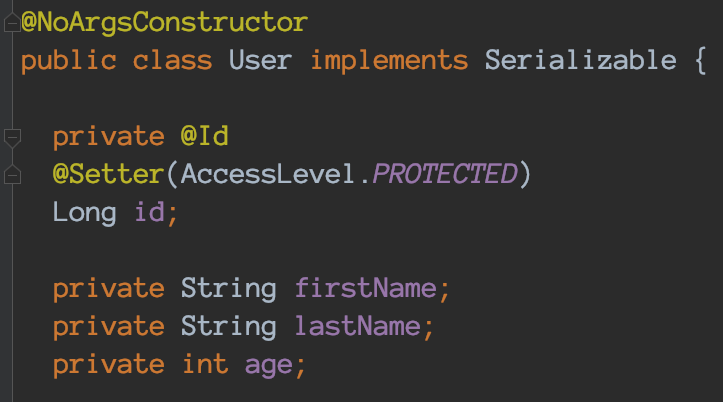 @NoArgsConstructor
public class User implements Serializable {
private @Id
@Setter(AccessLevel.PROTECTED)
Long id;
private String firstName;
private String lastName;
private int age;